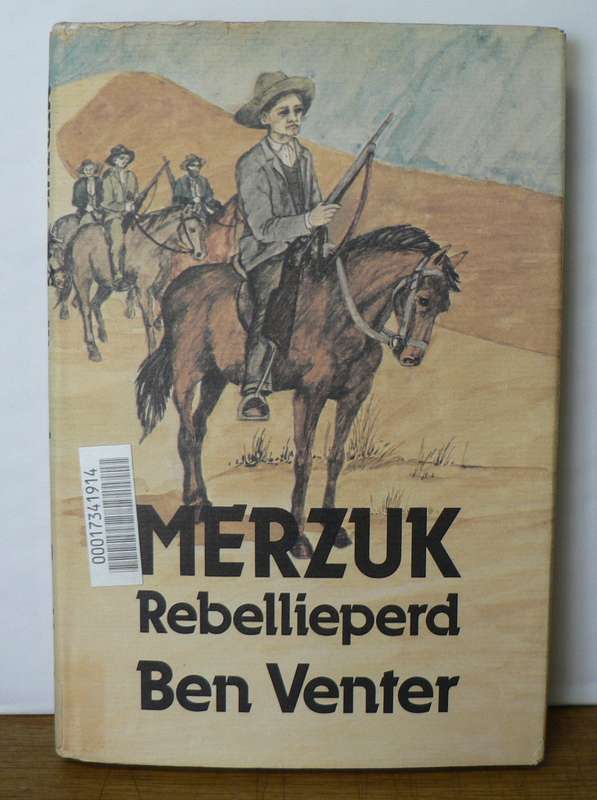 MERZUK
Rebellieperd
Ben Venter
00017341914